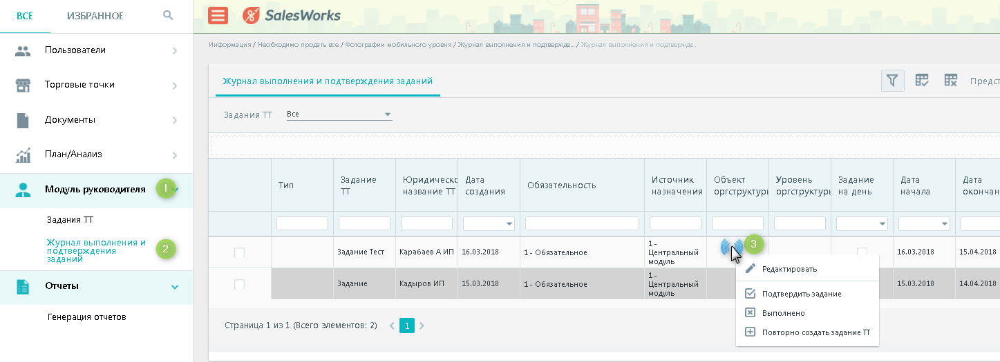 ВСЕ
ИЗБРАННОЕ
SalesWorks
Информация / Необходимо продать все / Фотографии мобильного уровня / Журнал выполнения и подтвержде... / Журнал выполнения и подтвержде...
Пользователи
Торговые точки
Документы
План/Анализ
Модуль руководителя
1
Задания ТТ
Журнал выполнения и
подтверждения
заданий
2
Отчеты
Генерация отчетов
Журнал выполнения и подтверждения заданий
Предст
Задания ТТ
Все
Тип
Задание
ТТ
Юридическо
название ТТ
Дата
создания
Обязательность
Источник
назначения
Объект
оргструктуры
Уровень
оргструктуры
Задание
на день
Дата
начала
Дата
окончан
Задание Тест
Карабаев А ИП
16.03.2018
1 - Обязательное
1 -
Центральный
модуль
3
16.03.2018
15.04.2018
Задание
Кадыров ИП
15.03.2018
1 - Обязательное
1 -
Центральный
модуль
15.03.2018
14.04.2018
Редактировать
Подтвердить задание
Выполнено
Повторно создать задание ТТ
Страница 1 из 1 (Всего элементов: 2)
1